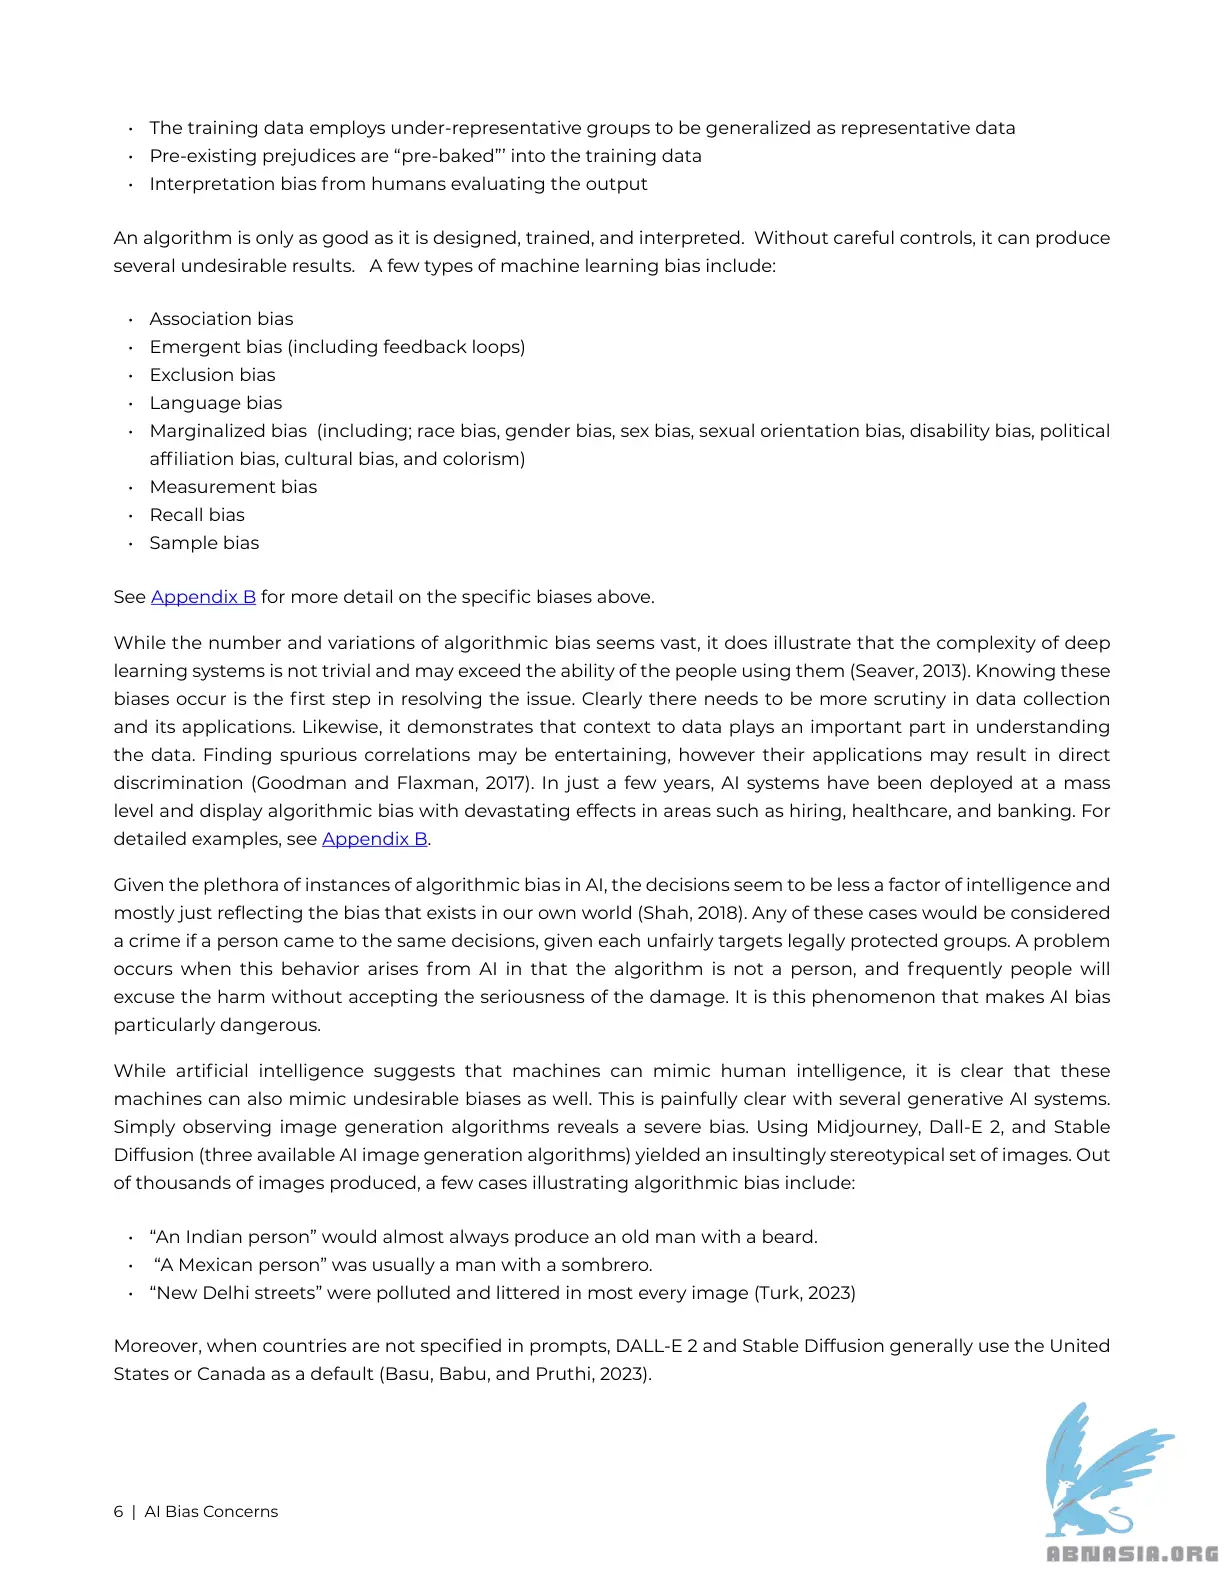 • The training data employs under-representative groups to be generalized as representative data
• Pre-existing prejudices are “pre-baked”’ into the training data
• Interpretation bias from humans evaluating the output
An algorithm is only as good as it is designed, trained, and interpreted.  Without careful controls, it can produce
several undesirable results.   A few types of machine learning bias include:
• Association bias
• Emergent bias (including feedback loops)
• Exclusion bias
• Language bias
• Marginalized bias  (including; race bias, gender bias, sex bias, sexual orientation bias, disability bias, political
affiliation bias, cultural bias, and colorism)
• Measurement bias
• Recall bias
• Sample bias
See Appendix B for more detail on the specific biases above.
While the number and variations of algorithmic bias seems vast, it does illustrate that the complexity of deep
learning systems is not trivial and may exceed the ability of the people using them (Seaver, 2013). Knowing these
biases occur is the first step in resolving the issue. Clearly there needs to be more scrutiny in data collection
and its applications. Likewise, it demonstrates that context to data plays an important part in understanding
the data. Finding spurious correlations may be entertaining, however their applications may result in direct
discrimination (Goodman and Flaxman, 2017). In just a few years, AI systems have been deployed at a mass
level and display algorithmic bias with devastating effects in areas such as hiring, healthcare, and banking. For
detailed examples, see Appendix B.
Given the plethora of instances of algorithmic bias in AI, the decisions seem to be less a factor of intelligence and
mostly just reflecting the bias that exists in our own world (Shah, 2018). Any of these cases would be considered
a crime if a person came to the same decisions, given each unfairly targets legally protected groups. A problem
occurs when this behavior arises from AI in that the algorithm is not a person, and frequently people will
excuse the harm without accepting the seriousness of the damage. It is this phenomenon that makes AI bias
particularly dangerous.
While artificial intelligence suggests that machines can mimic human intelligence, it is clear that these
machines can also mimic undesirable biases as well. This is painfully clear with several generative AI systems.
Simply observing image generation algorithms reveals a severe bias. Using Midjourney, Dall-E 2, and Stable
Diffusion (three available AI image generation algorithms) yielded an insultingly stereotypical set of images. Out
of thousands of images produced, a few cases illustrating algorithmic bias include:
• “An Indian person” would almost always produce an old man with a beard.
•  “A Mexican person” was usually a man with a sombrero.
• “New Delhi streets” were polluted and littered in most every image (Turk, 2023)
Moreover, when countries are not specified in prompts, DALL-E 2 and Stable Diffusion generally use the United
States or Canada as a default (Basu, Babu, and Pruthi, 2023).
6 | AI Bias Concerns
ABNASIA.ORG